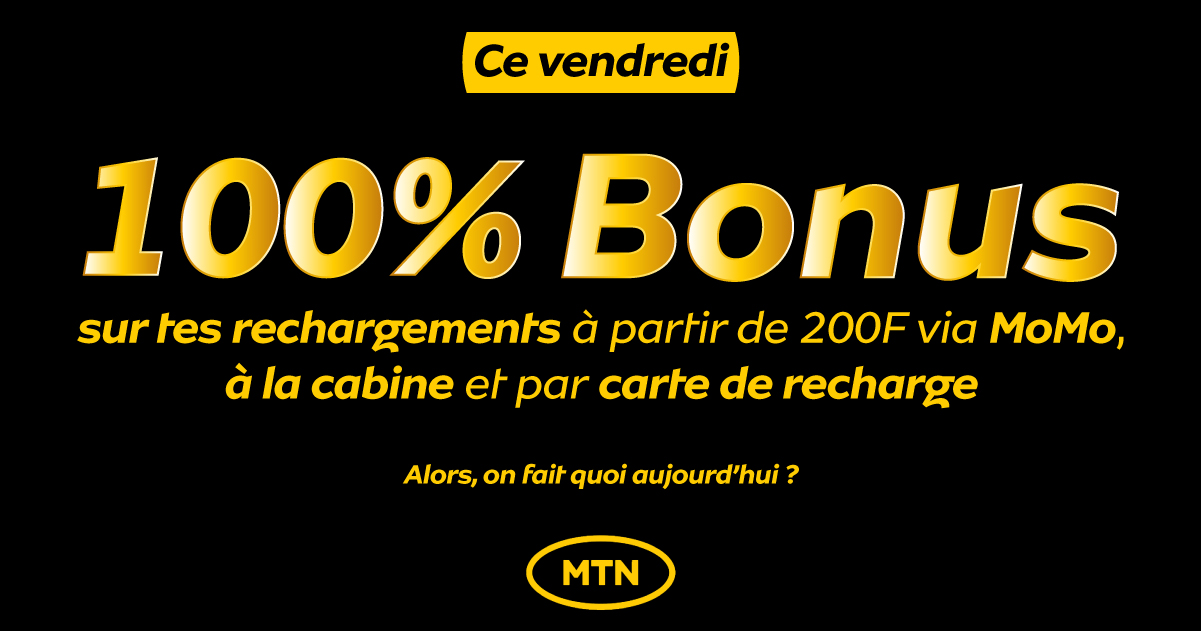 Ce vendredi
100% Bonus
sur tes rechargements à partir de 200F via MoMo,
à la cabine et par carte de recharge
Alors, on fait quoi aujourd'hui ?
MTN